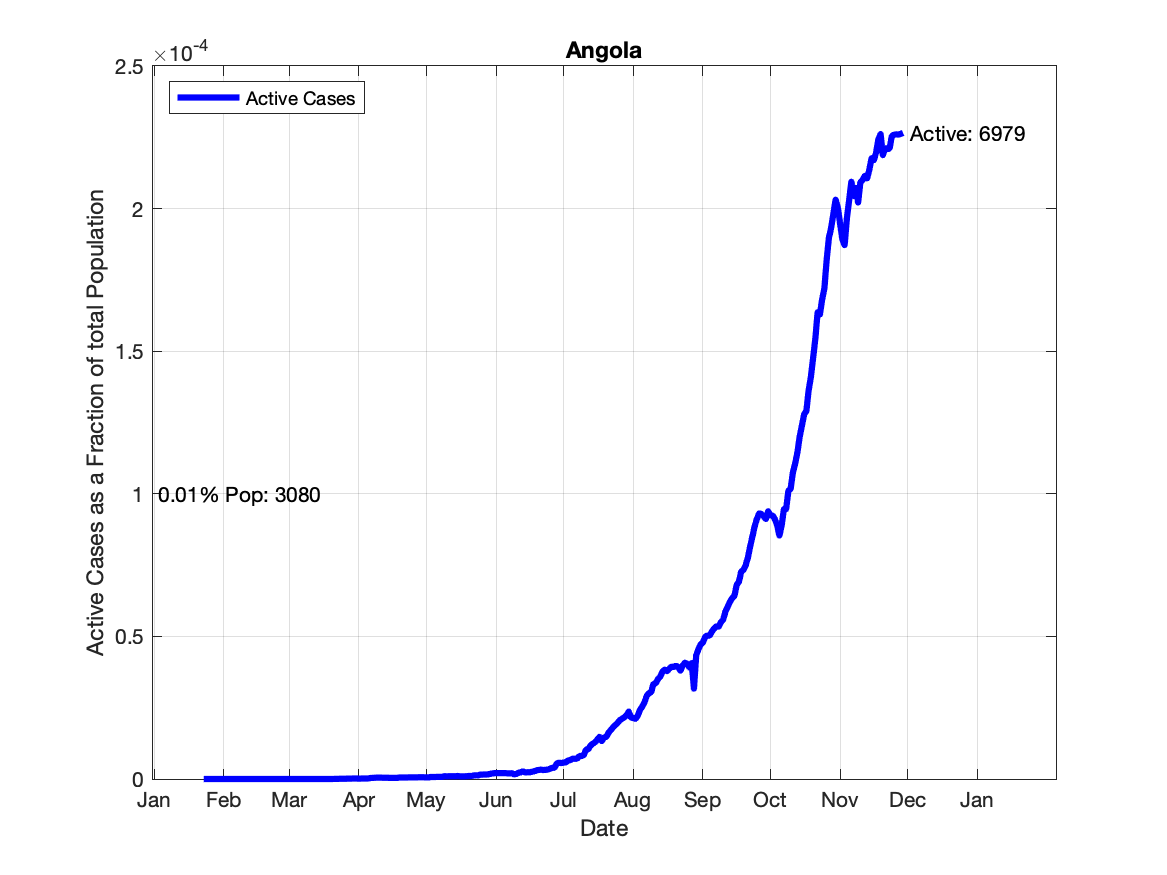 Angola
×10-4
2.5
Active Cases
Active: 6979
2
1.5
1
0.01% Pop: 3080
0.5
0
Active Cases as a Fraction of total Population
Jan Feb Mar Apr May Jun Jul Aug Sep Oct Nov Dec Jan
Date